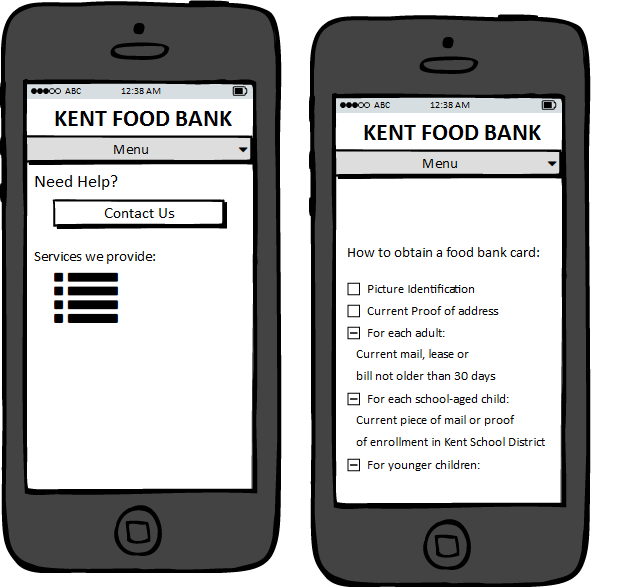 ABC 12:38 AM
KENT FOOD BANK
Menu
Need Help?
Contact Us
Services we provide:
ABC 12:38 AM
KENT FOOD BANK
Menu
How to obtain a food bank card:
Picture Identification
Current Proof of address
For each adult:
Current mail, lease or
bill not older than 30 days
For each school-aged child:
Current piece of mail or proof
of enrollment in Kent School District
For younger children: